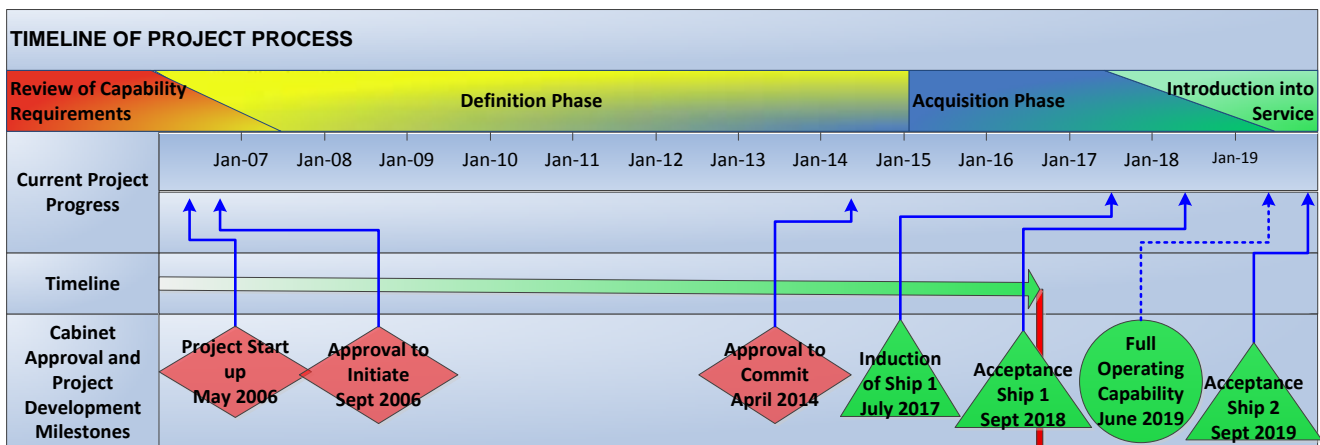 TIMELINE OF PROJECT PROCESS
Review of Capability
Requirements
Definition Phase
Acquisition Phase
Introduction into
Service
Jan-07 Jan-08 Jan-09 Jan-10 Jan-11 Jan-12 Jan-13 Jan-14 Jan-15 Jan-16 Jan-17 Jan-18 Jan-19
Current Project
Progress
Timeline
Cabinet
Approval and
Project
Development
Milestones
Project Start
up
May 2006
Approval to
Initiate
Sept 2006
Approval to
Commit
April 2014
Induction
of Ship 1
July 2017
Acceptance
Ship 1
Sept 2018
Full
Operating
Capability
June 2019
Acceptance
Ship 2
Sept 2019